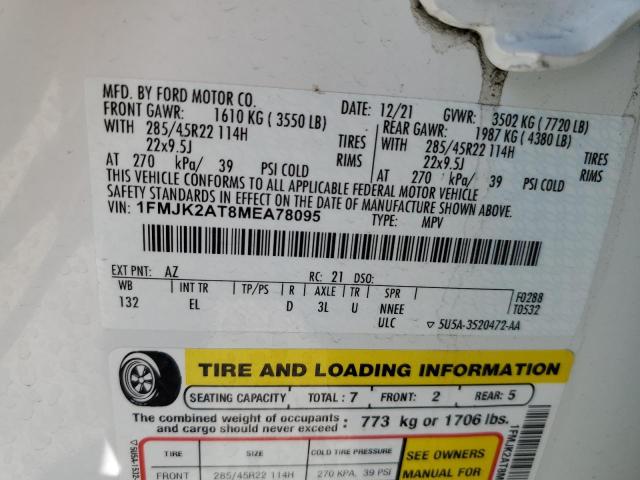 MFD. BY FORD MOTOR CO.
DATE: 12/21 GVWR: 3502 KG ( 7720 LB)
FRONT GAWR: 1610 KG ( 3550 LB) REAR GAWR: 1987 KG ( 4380 LB)
WITH 285/45R22 114H TIRES WITH 285/45R22 114H TIRES
22x9.5J RIMS 22x9.5J RIMS
AT 270 kPa/ 39 PSI COLD AT 270 kPa/ 39 PSI COLD
THIS VEHICLE CONFORMS TO ALL APPLICABLE FEDERAL MOTOR VEHICLE
SAFETY STANDARDS IN EFFECT ON THE DATE OF MANUFACTURE SHOWN ABOVE.
VIN: 1FMJK2AT8MEA78095 TYPE: MPV
EXT PNT: AZ RC: 21 DSO:
WB INT TR TP/PS R AXLE TR SPR F0288
132 EL D 3L U NNEE T0532
ULC ▽ 5U5A-3520472-AA
TIRE AND LOADING INFORMATION
SEATING CAPACITY TOTAL: 7 FRONT: 2 REAR: 5
The combined weight of occupants and cargo should never exceed: 773 kg or 1706 lbs.
TIRE SIZE COLD TIRE PRESSURE SEE OWNERS
FRONT 285/45R22 114H 270 KPA, 39 PSI MANUAL FOR